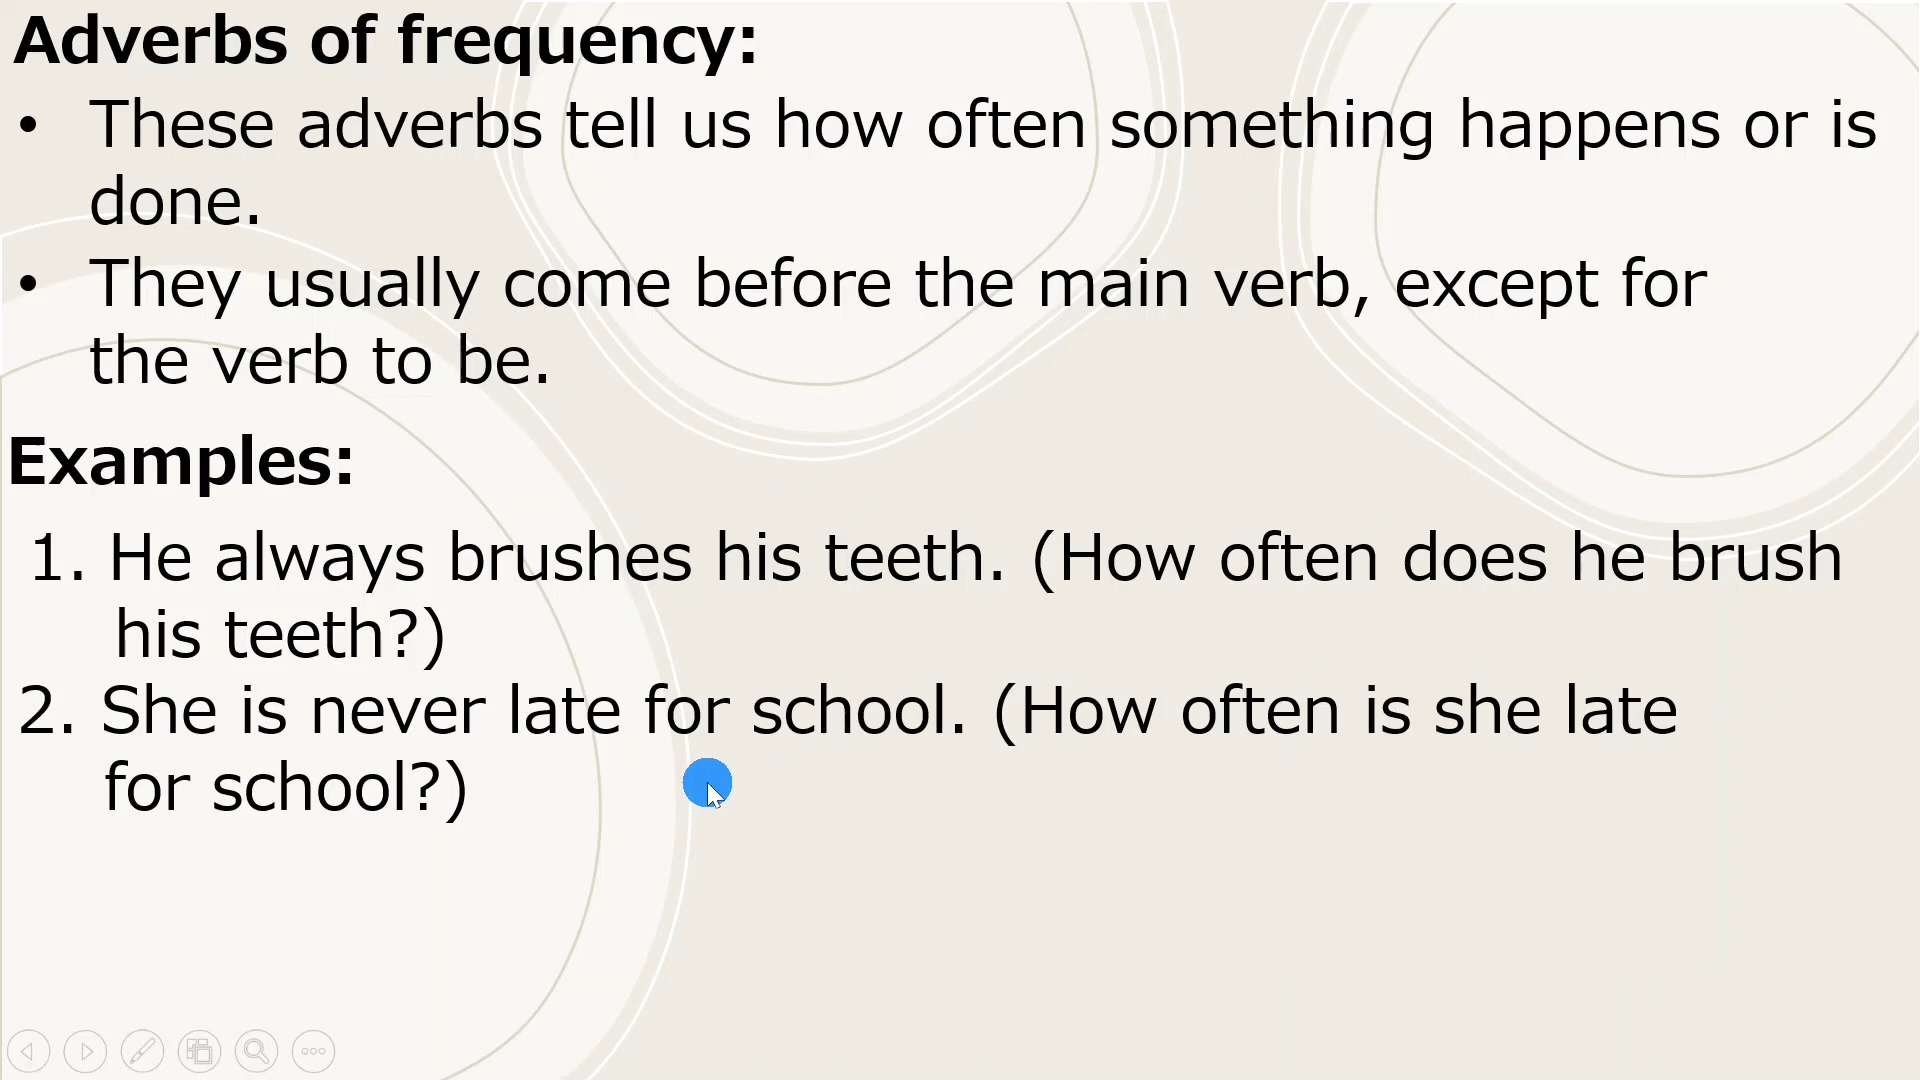 Adverbs of frequency:
• These adverbs tell us how often something happens or is
done.
• They usually come before the main verb, except for
the verb to be.
Examples:
1. He always brushes his teeth. (How often does he brush
his teeth?)
2. She is never late for school. (How often is she late
for school?)